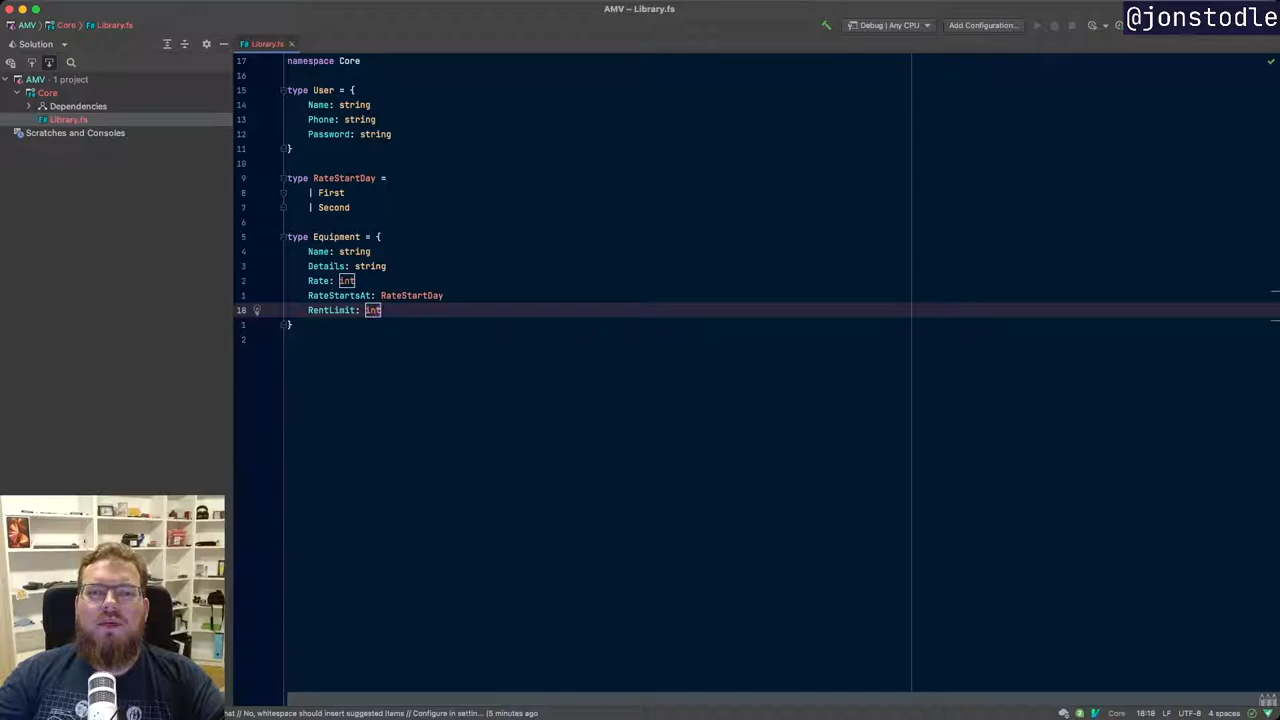 AMV – Library.fs
@jonstodle
AMV
Core
Library.fs
Debug | Any CPU
Add Configuration...
Solution
Library.fs
AMV · 1 project
Core
Dependencies
Library.fs
Scratches and Consoles
17 namespace Core
16
15 type User = {
14 Name: string
13 Phone: string
12 Password: string
11 }
10
9 type RateStartDay =
8 | First
7 | Second
6
5 type Equipment = {
4 Name: string
3 Details: string
2 Rate: int
1 RateStartsAt: RateStartDay
18 RentLimit: int
1 }
2
hat // No, whitespace should insert suggested items // Configure in settin... (5 minutes ago)
Core 18:18 LF UTF-8 4 spaces